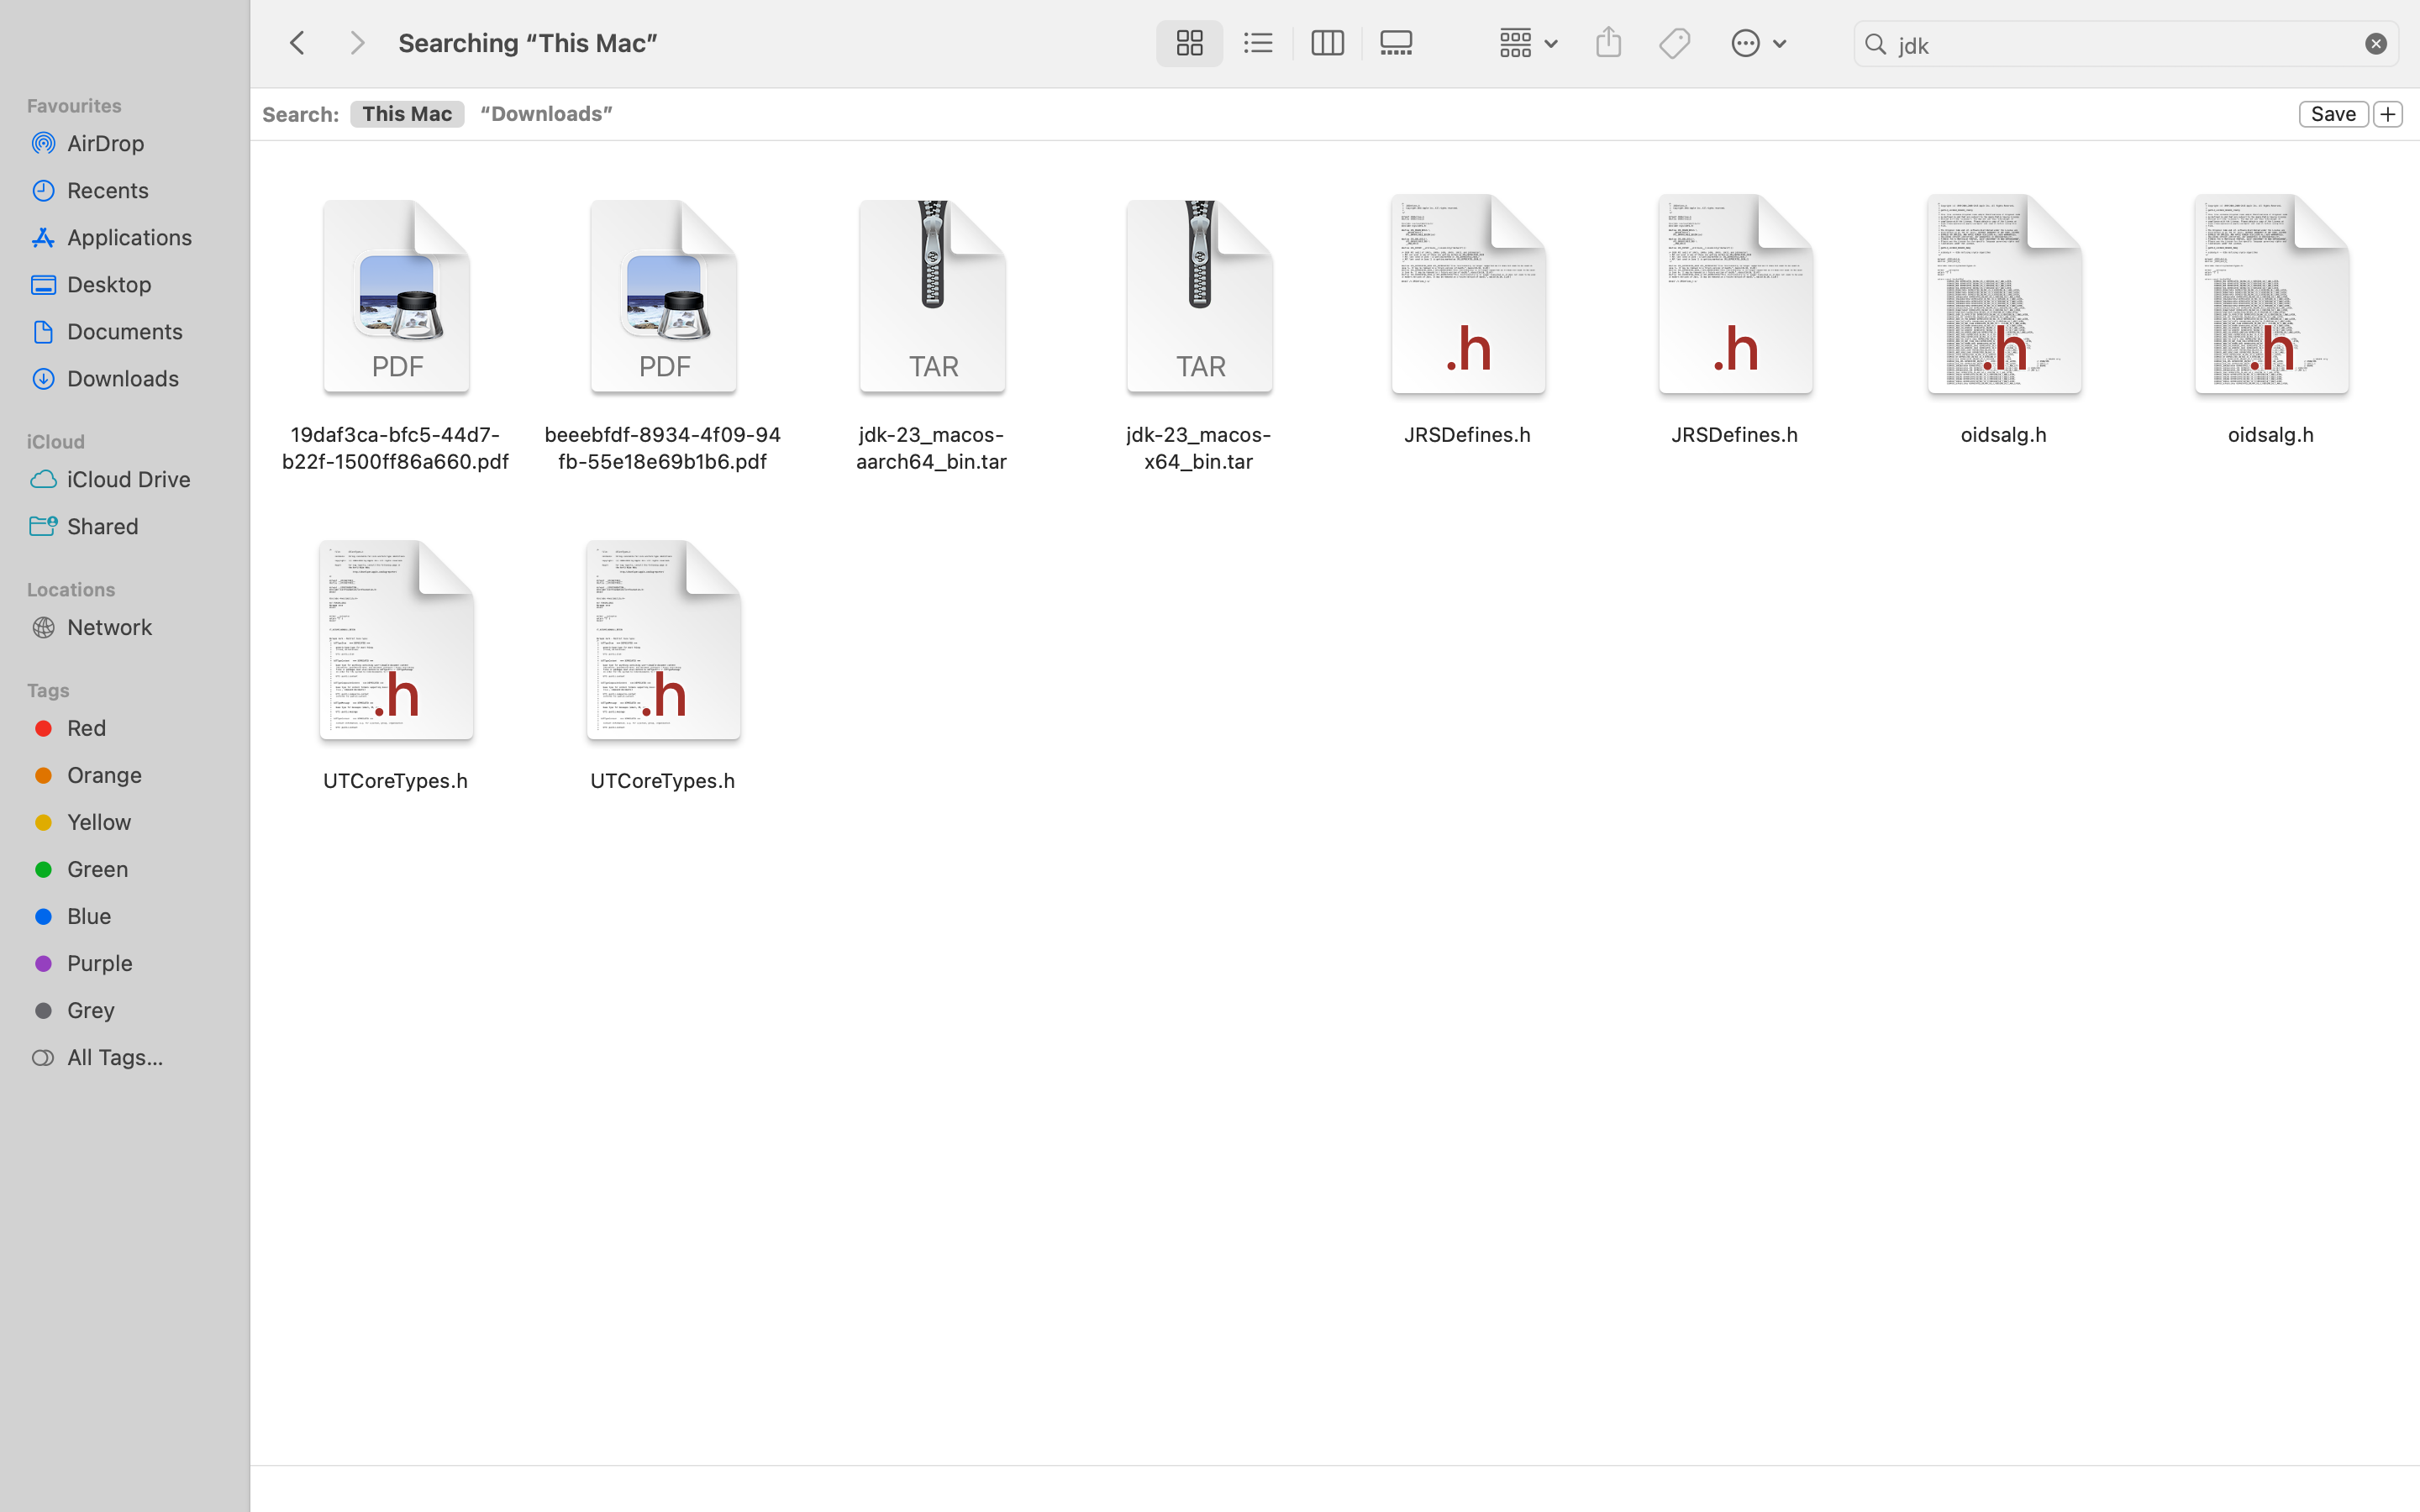 Searching “This Mac”
jdk
Search: This Mac “Downloads”
Save
Favourites
AirDrop
Recents
Applications
Desktop
Documents
Downloads
iCloud
iCloud Drive
Shared
Locations
Network
Tags
Red
Orange
Yellow
Green
Blue
Purple
Grey
All Tags...
PDF
19daf3ca-bfc5-44d7-
b22f-1500ff86a660.pdf
PDF
beeebfdf-8934-4f09-94
fb-55e18e69b1b6.pdf
TAR
jdk-23_macos-
aarch64_bin.tar
TAR
jdk-23_macos-
x64_bin.tar
.h
JRSDefines.h
.h
JRSDefines.h
.h
oidsalg.h
.h
oidsalg.h
.h
UTCoreTypes.h
.h
UTCoreTypes.h